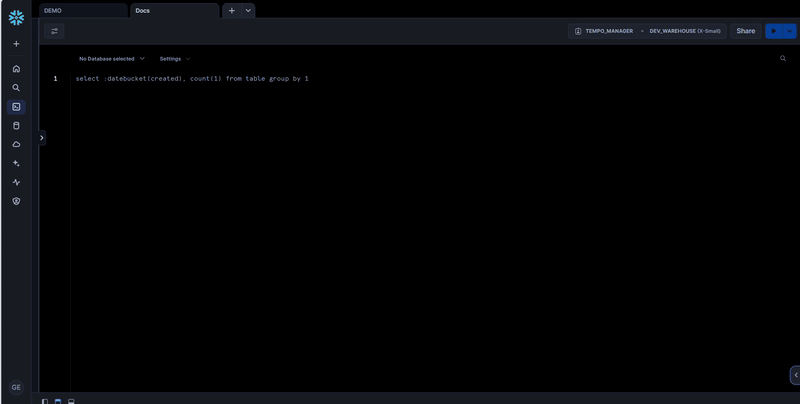 DEMO
Docs
TEMPO_MANAGER
DEV_WAREHOUSE (X-Small)
Share
No Database selected
Settings
1
select :datebucket(created), count(1) from table group by 1
GE